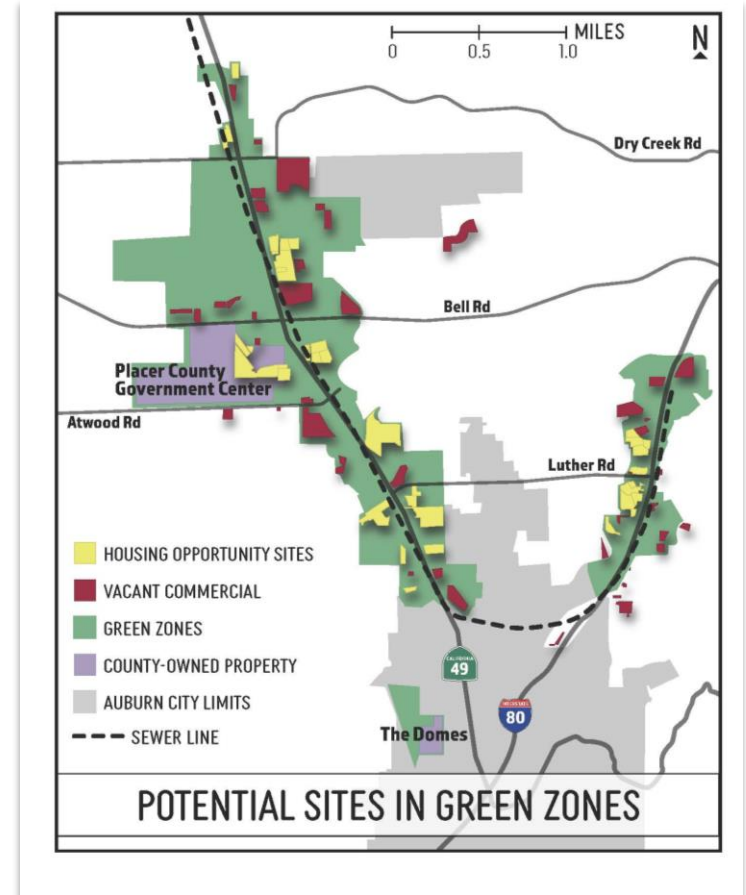 MILES
0 0.5 1.0
N
Dry Creek Rd
Bell Rd
Placer County
Government Center
Atwood Rd
Luther Rd
HOUSING OPPORTUNITY SITES
VACANT COMMERCIAL
GREEN ZONES
COUNTY-OWNED PROPERTY
AUBURN CITY LIMITS
SEWER LINE
CALIFORNIA
49
INTERSTATE
80
The Domes
POTENTIAL SITES IN GREEN ZONES